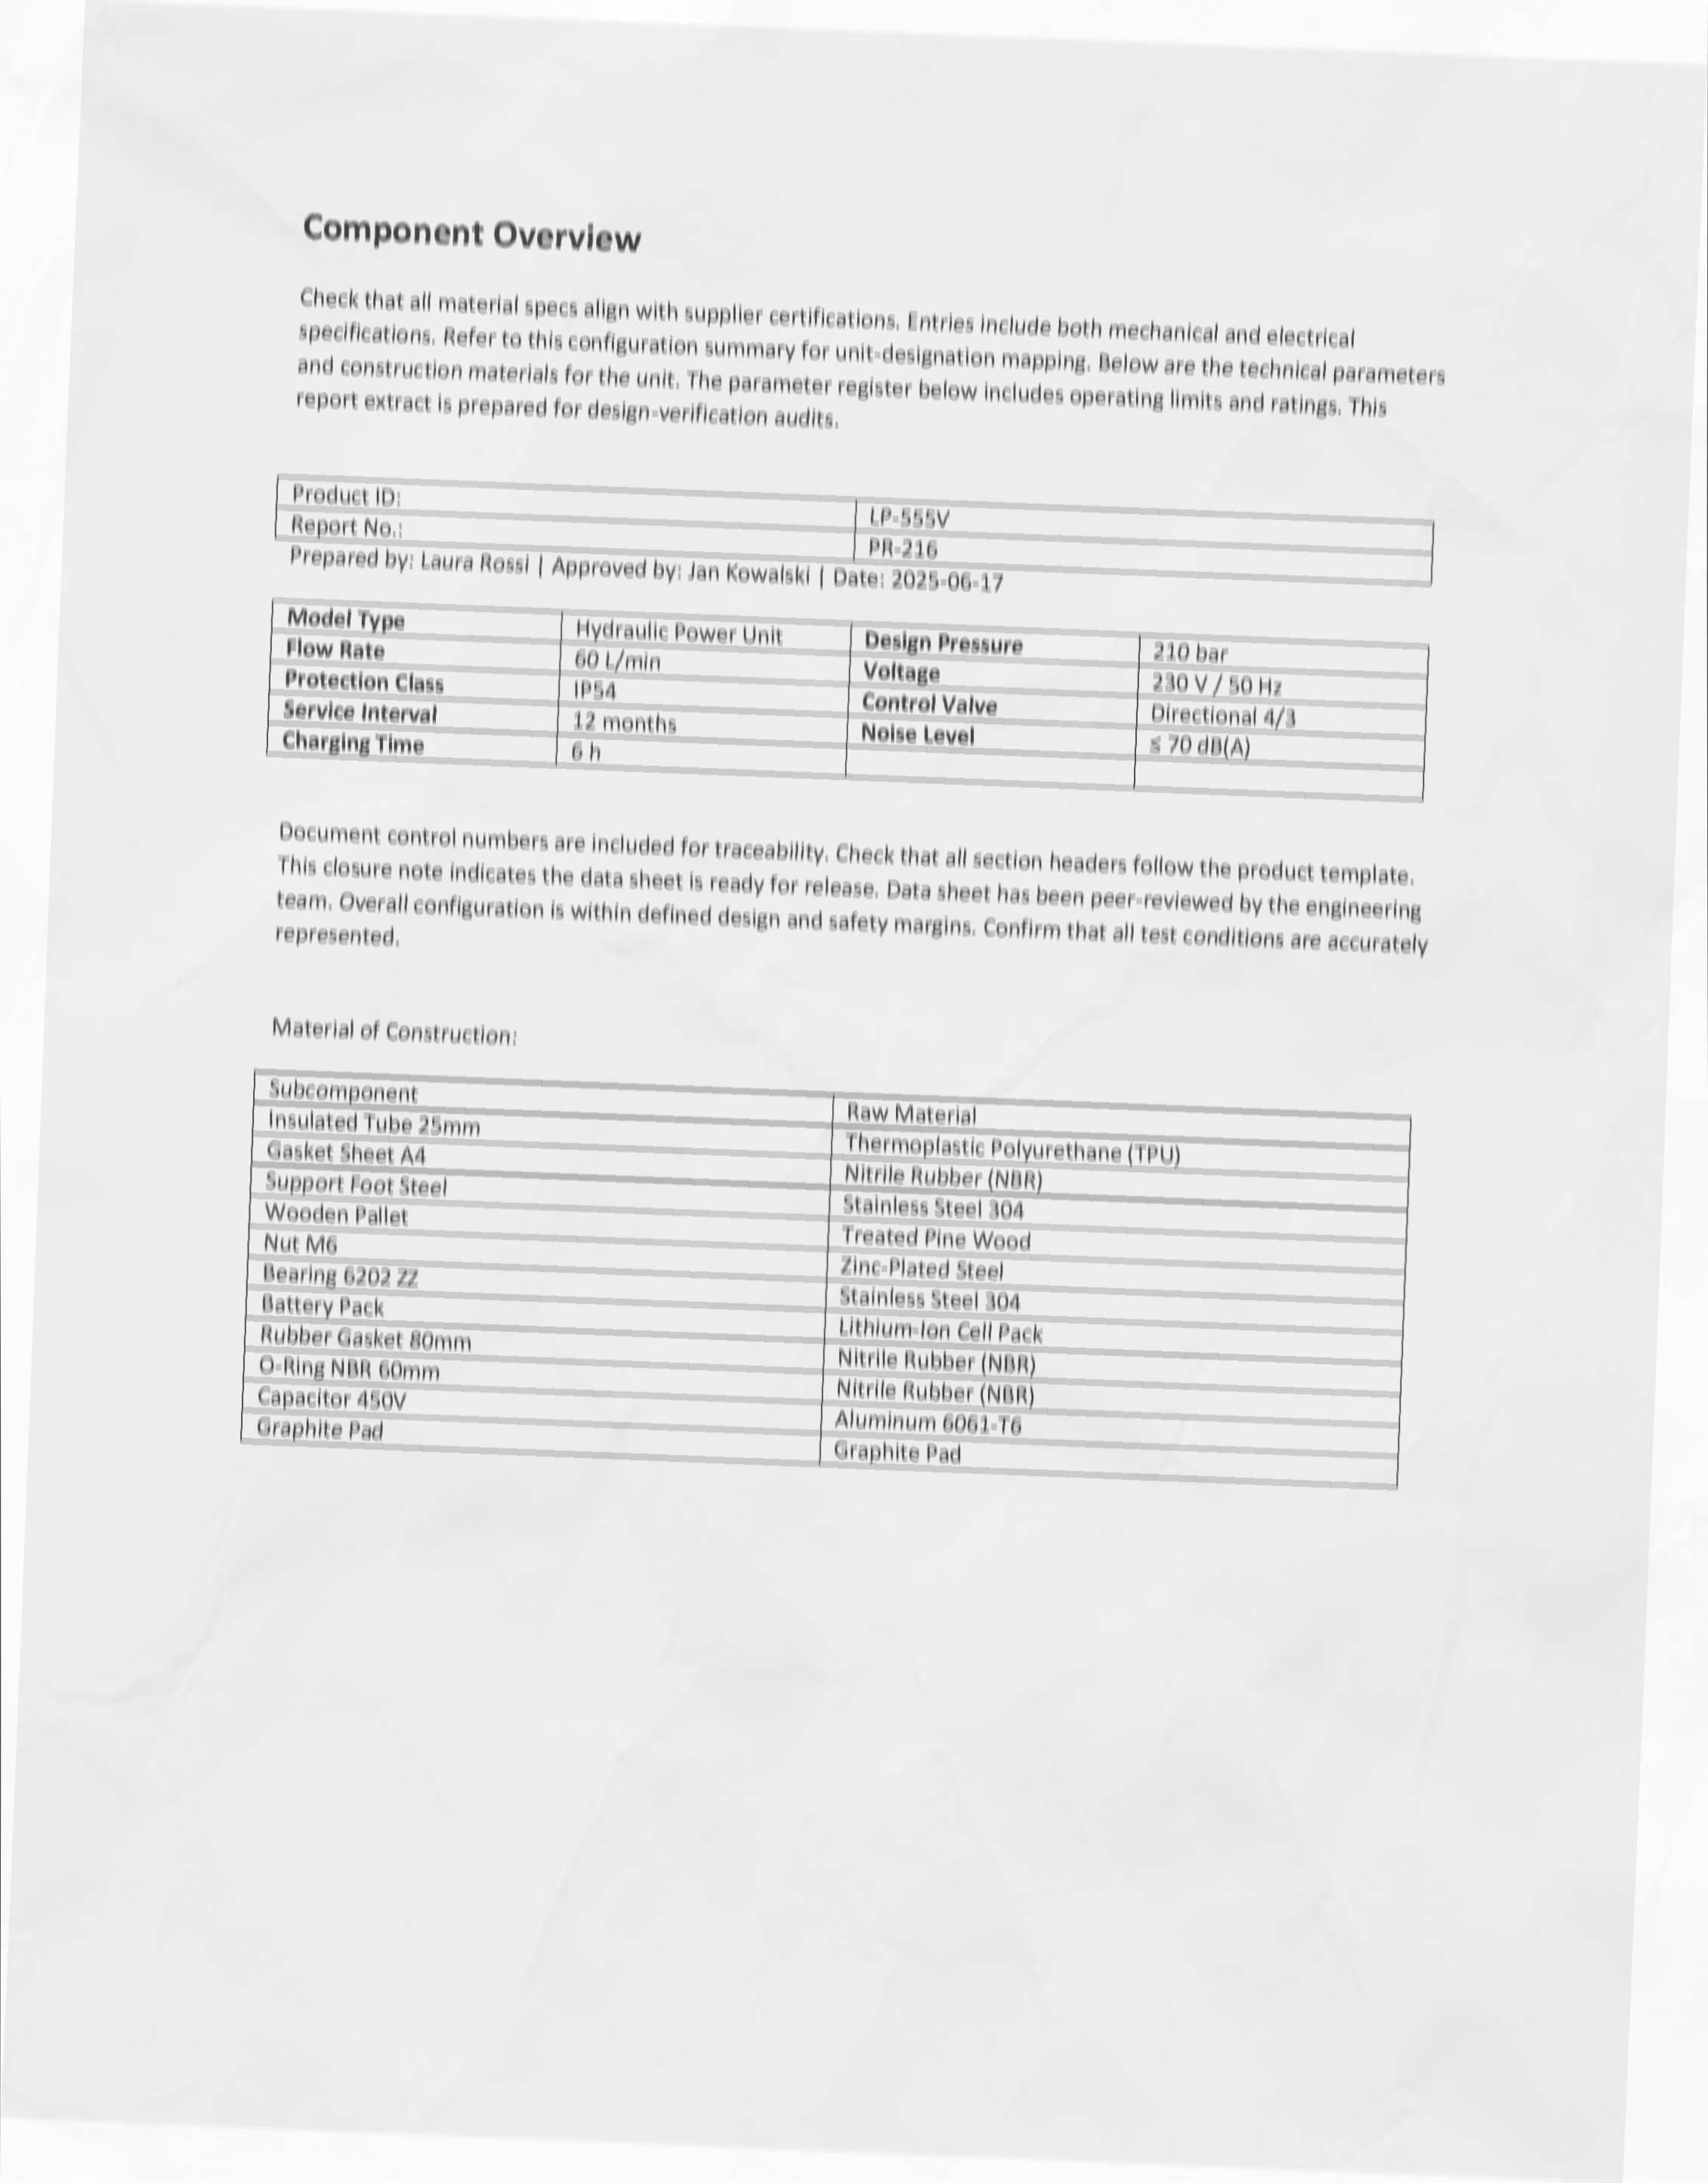 Component Overview
Check that all material specs align with supplier certifications. Entries include both mechanical and electrical
specifications. Refer to this configuration summary for unit-designation mapping. Below are the technical parameters
and construction materials for the unit. The parameter register below includes operating limits and ratings. This
report extract is prepared for design-verification audits.
Product ID: LP-555V
Report No.: PR-216
Prepared by: Laura Rossi | Approved by: Jan Kowalski | Date: 2025-06-17
Model Type Hydraulic Power Unit Design Pressure 210 bar
Flow Rate 60 L/min Voltage 230 V / 50 Hz
Protection Class IP54 Control Valve Directional 4/3
Service Interval 12 months Noise Level ≤ 70 dB(A)
Charging Time 6 h
Document control numbers are included for traceability. Check that all section headers follow the product template.
This closure note indicates the data sheet is ready for release. Data sheet has been peer-reviewed by the engineering
team. Overall configuration is within defined design and safety margins. Confirm that all test conditions are accurately
represented.
Material of Construction:
Subcomponent Raw Material
Insulated Tube 25mm Thermoplastic Polyurethane (TPU)
Gasket Sheet A4 Nitrile Rubber (NBR)
Support Foot Steel Stainless Steel 304
Wooden Pallet Treated Pine Wood
Nut M6 Zinc-Plated Steel
Bearing 6202 ZZ Stainless Steel 304
Battery Pack Lithium-Ion Cell Pack
Rubber Gasket 80mm Nitrile Rubber (NBR)
O-Ring NBR 60mm Nitrile Rubber (NBR)
Capacitor 450V Aluminum 6061-T6
Graphite Pad Graphite Pad